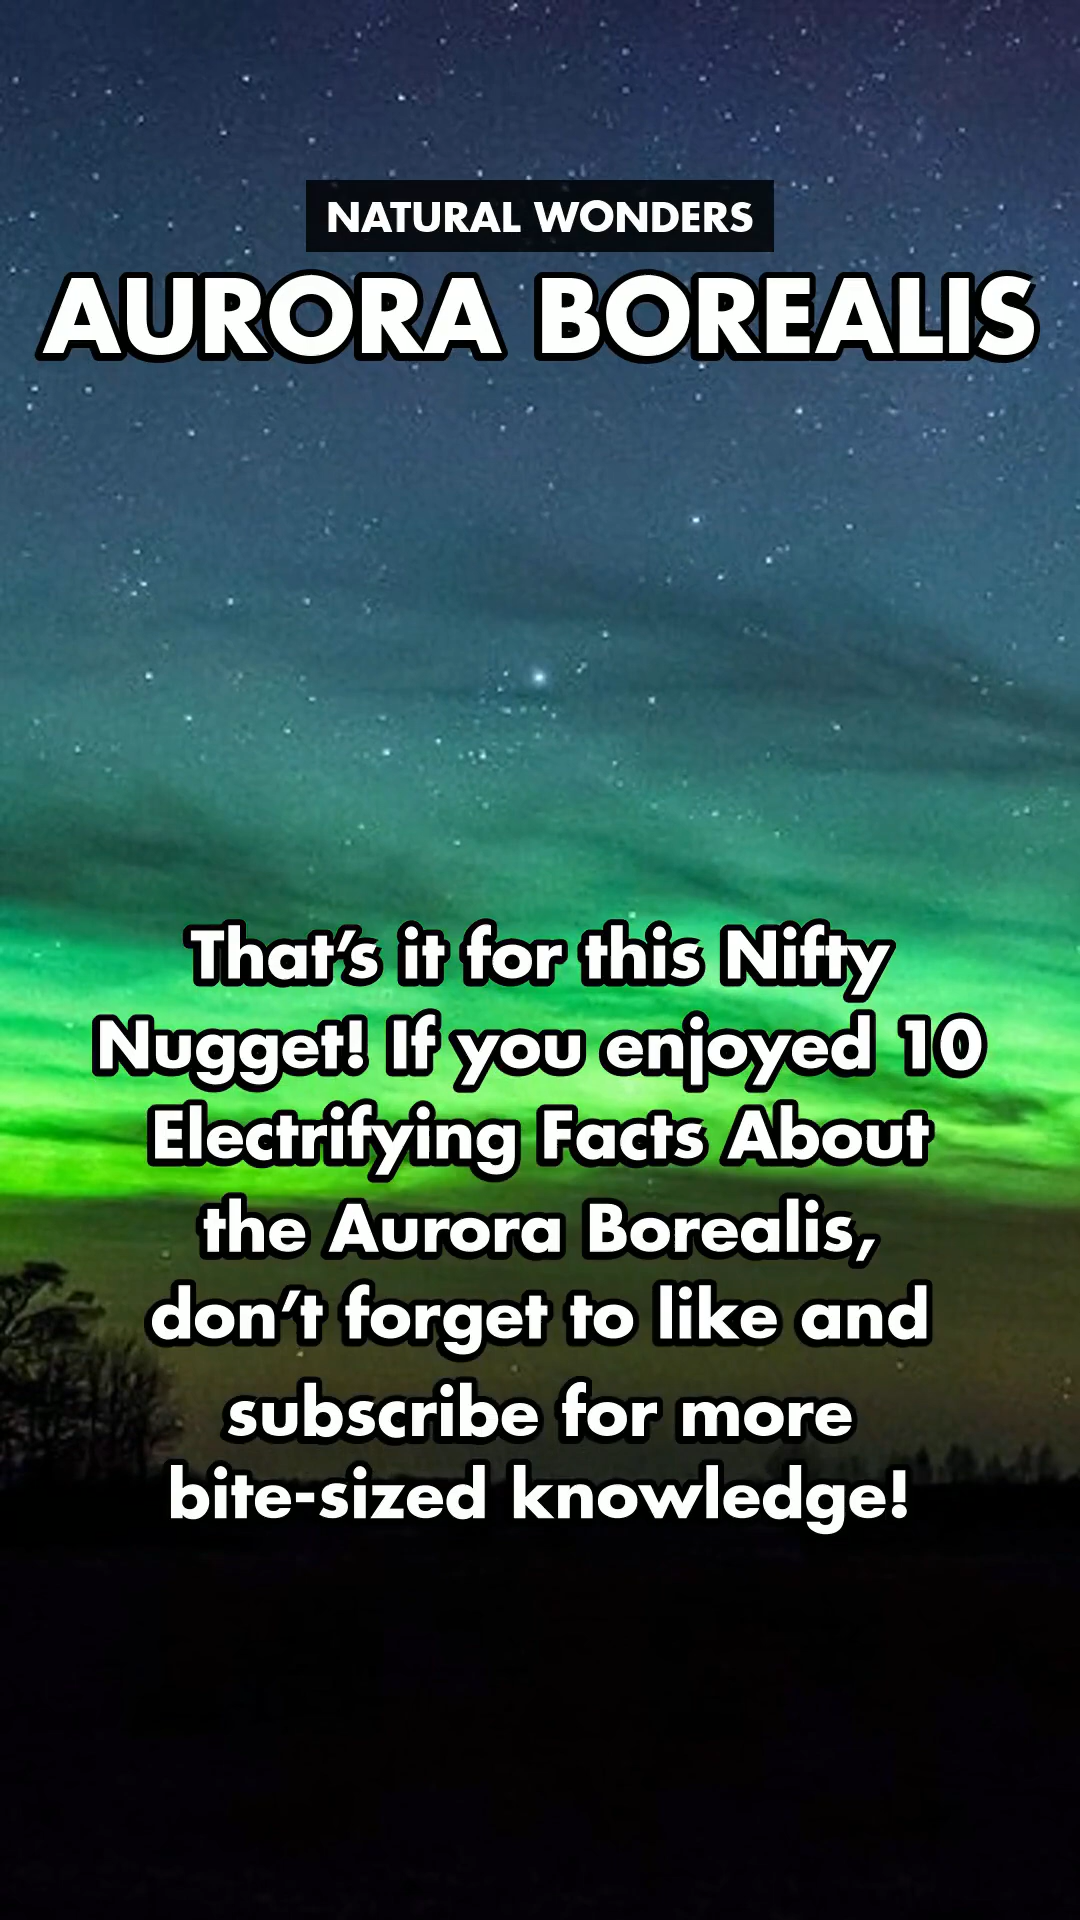 NATURAL WONDERS
AURORA BOREALIS
That’s it for this Nifty
Nugget! If you enjoyed 10
Electrifying Facts About
the Aurora Borealis,
don’t forget to like and
subscribe for more
bite-sized knowledge!